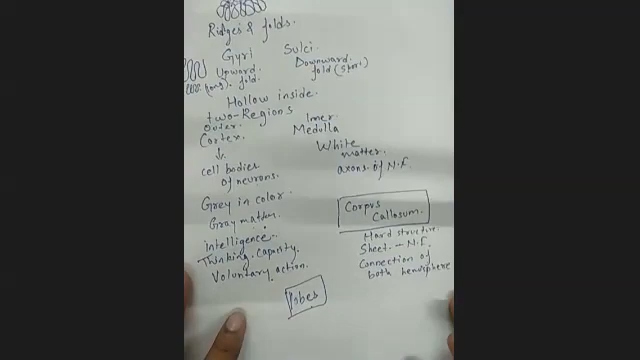 Ridges & folds.
Gyri
Upward
fold.
Sulci
Downward
fold (short)
Hollow inside
two-Regions
outer.
Cortex.
cell bodies
of neurons.
Grey in color.
Gray matter.
intelligence
Thinking capacity
Voluntary action.
Inner
Medulla
White
matter.
axons of N.F.
Corpus
Callosum.
Hard structure
Sheet - N.F.
Connection of
both hemisphere
lobes